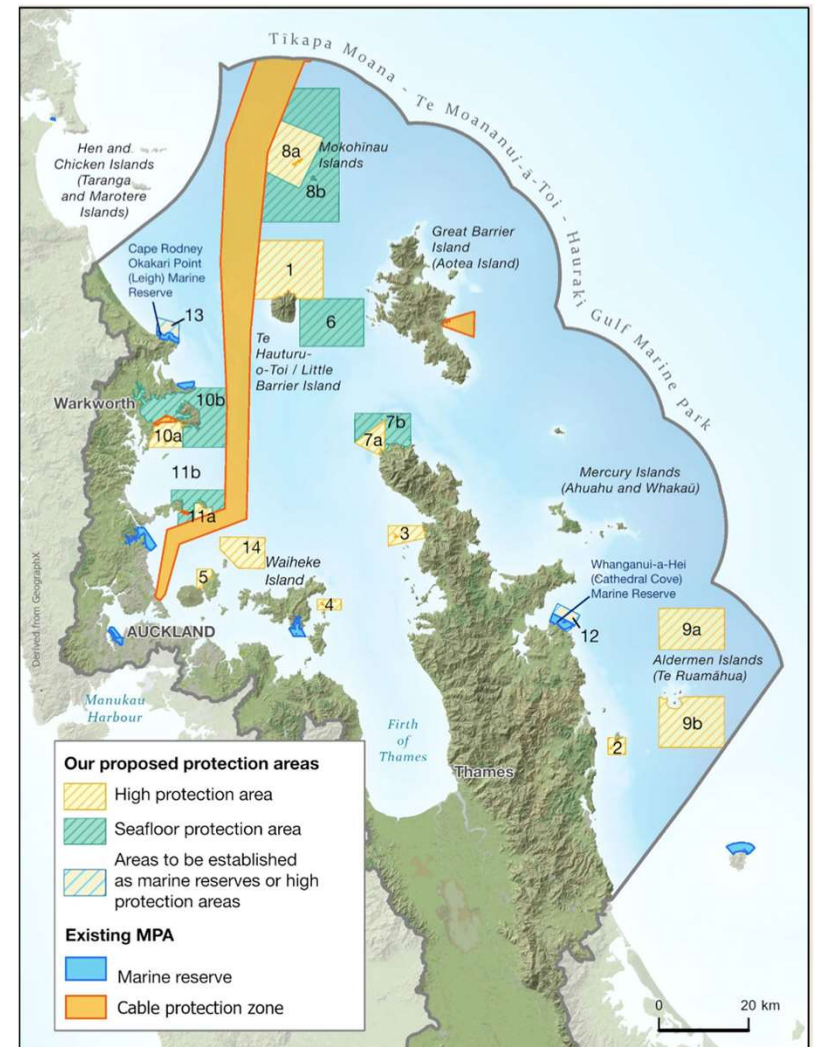 Tīkapa Moana - Te Moananui-ā-Toi - Hauraki Gulf Marine Park
Hen and
Chicken Islands
(Taranga
and Marotere
Islands)
8a
Mokohīnau
Islands
8b
Great Barrier
Island
(Aotea Island)
Cape Rodney
Okakari Point
(Leigh) Marine
Reserve
13
1
6
Te
Hauturu-
o-Toi / Little
Barrier Island
Warkworth
10b
10a
7b
7a
11b
Mercury Islands
(Ahuahu and Whakaū)
11a
3
14
Waiheke
Island
5
4
Whanganui-a-Hei
(Cathedral Cove)
Marine Reserve
12
AUCKLAND
9a
Aldermen Islands
(Te Ruamāhua)
9b
Manukau
Harbour
Firth
of
Thames
2
Thames
Derived from GeographX
Our proposed protection areas
High protection area
Seafloor protection area
Areas to be established
as marine reserves or high
protection areas
Existing MPA
Marine reserve
Cable protection zone
0 20 km